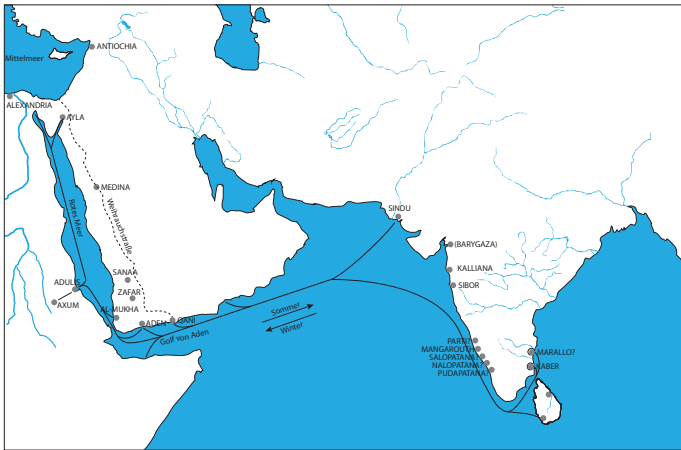 ANTIOCHIA
Mittelmeer
ALEXANDRIA
AYLA
MEDINA
Rotes Meer
Weihrauchstraße
SINDU
(BARYGAZA)
KALLIANA
SIBOR
SANAA
ZAFAR
ADULIS
AXUM
AL-MUKHA
ADEN
QANI
Golf von Aden
Sommer
Winter
PARTI?
MANGAROUTH
SALOPATANA?
NALOPATANA?
PUDAPATANA?
MARALLO?
KABER